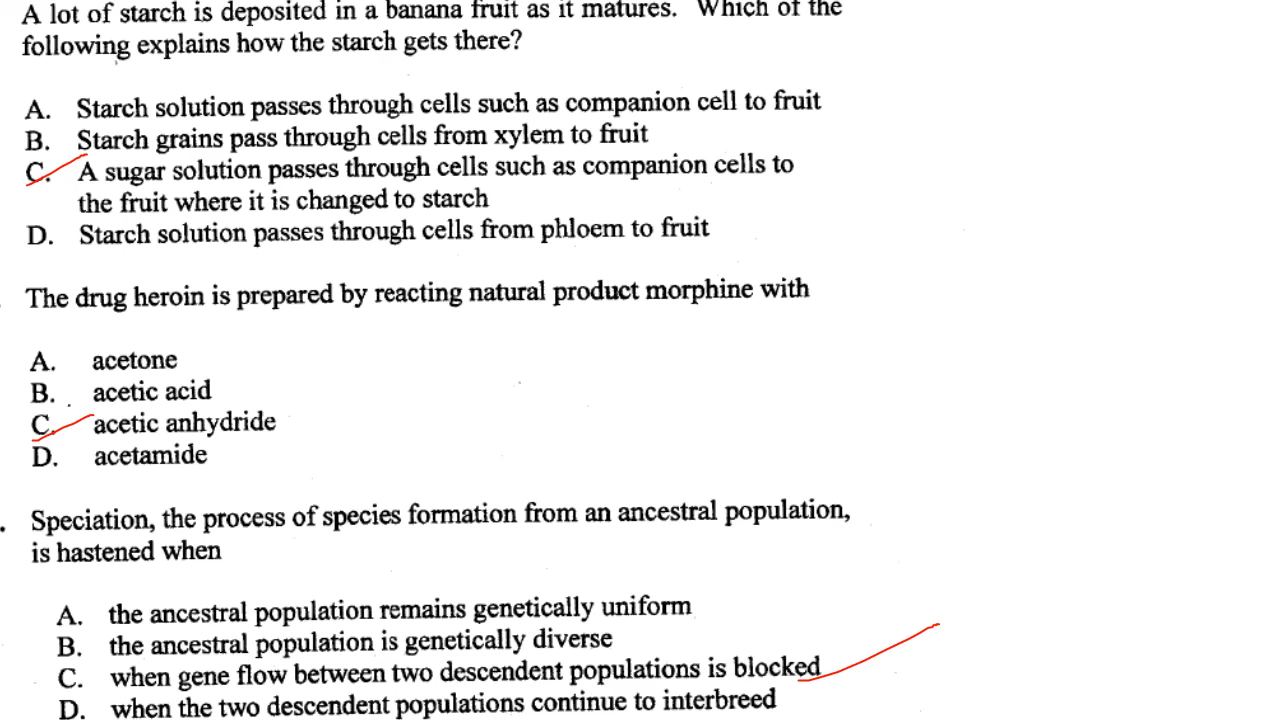 A lot of starch is deposited in a banana fruit as it matures. Which of the
following explains how the starch gets there?
A. Starch solution passes through cells such as companion cell to fruit
B. Starch grains pass through cells from xylem to fruit
C. A sugar solution passes through cells such as companion cells to
the fruit where it is changed to starch
D. Starch solution passes through cells from phloem to fruit
The drug heroin is prepared by reacting natural product morphine with
A. acetone
B. acetic acid
C. acetic anhydride
D. acetamide
Speciation, the process of species formation from an ancestral population,
is hastened when
A. the ancestral population remains genetically uniform
B. the ancestral population is genetically diverse
C. when gene flow between two descendent populations is blocked
D. when the two descendent populations continue to interbreed